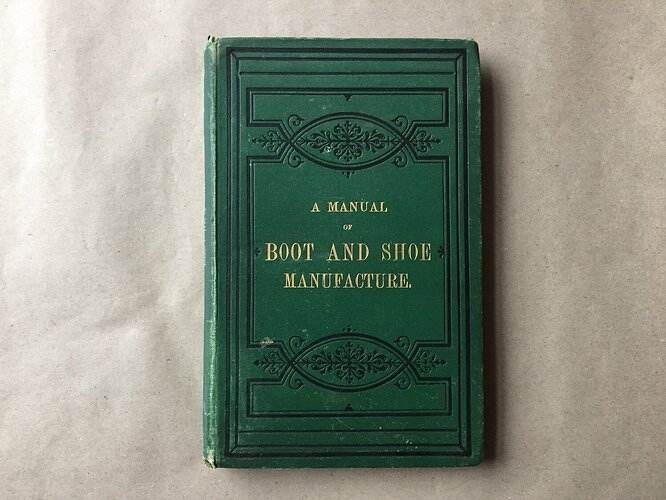 A MANUAL
OF
BOOT AND SHOE
MANUFACTURE.